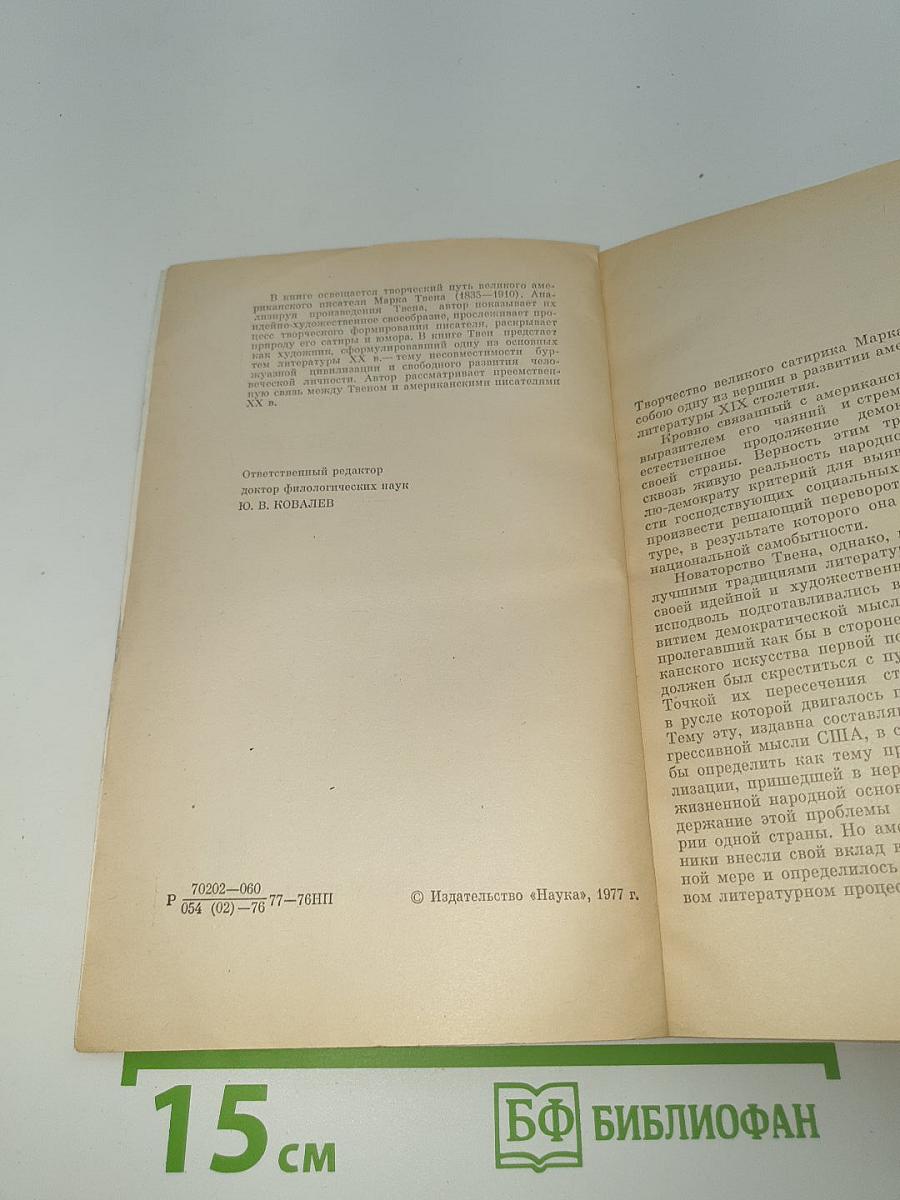 В книге освещается творческий путь великого аме-
риканского писателя Марка Твена (1835—1910). Ана-
лизируя произведения Твена, автор показывает их
идейно-художественное своеобразие, прослеживает про-
цесс творческого формирования писателя, раскрывает
природу его сатиры и юмора. В книге Твен предстает
как художник, сформулировавший одну из основных
тем литературы XX в.— тему несовместимости бур-
жуазной цивилизации и свободного развития чело-
веческой личности. Автор рассматривает преемствен-
ную связь между Твеном и американскими писателями
XX в.
Ответственный редактор
доктор филологических наук
Ю. В. КОВАЛЕВ
Р 70202—060
054 (02)—76 77—76НП
© Издательство «Наука», 1977 г.
Творчество великого сатирика Марка
собою одну из вершин в развитии аме
литературы XIX столетия.
Кровно связанный с американск
выразителем его чаяний и стрем
естественное продолжение демок
своей страны. Верность этим тр
сквозь живую реальность народно
лю-демократу критерий для выяв
сти господствующих социальных
произвести решающий переворот
туре, в результате которого она
национальной самобытности.
Новаторство Твена, однако,
лучшими традициями литерату
своей идейной и художественн
исподволь подготавливались в
витием демократической мысл
пролегавший как бы в стороне
канского искусства первой по
должен был скреститься с пу
Точкой их пересечения ст
в русле которой двигалось п
Тему эту, издавна составля
грессивной мысли США, в с
бы определить как тему пр
лизации, пришедшей в нер
жизненной народной основ
держание этой проблемы
рии одной страны. Но аме
ники внесли свой вклад в
ной мере и определилось
вом литературном процес
15 см
БФ БИБЛИОФАН